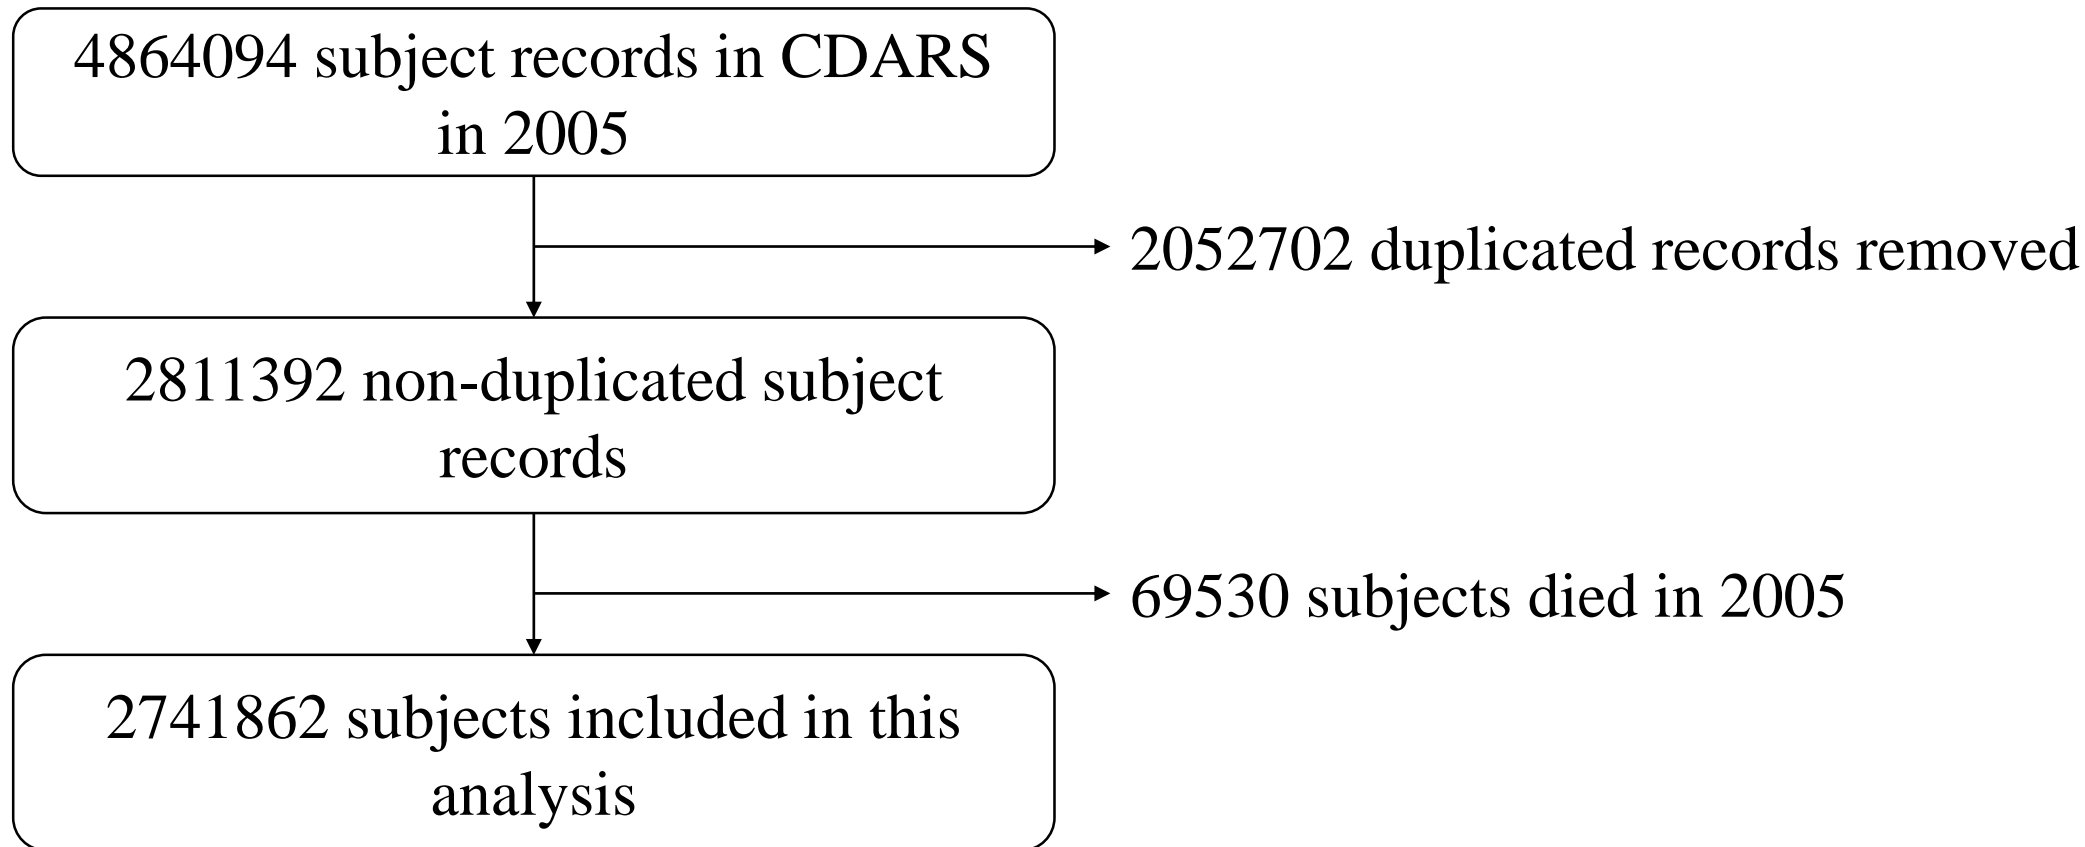 4864094 subject records in CDARS
in 2005
2052702 duplicated records removed
2811392 non-duplicated subject
records
69530 subjects died in 2005
2741862 subjects included in this
analysis